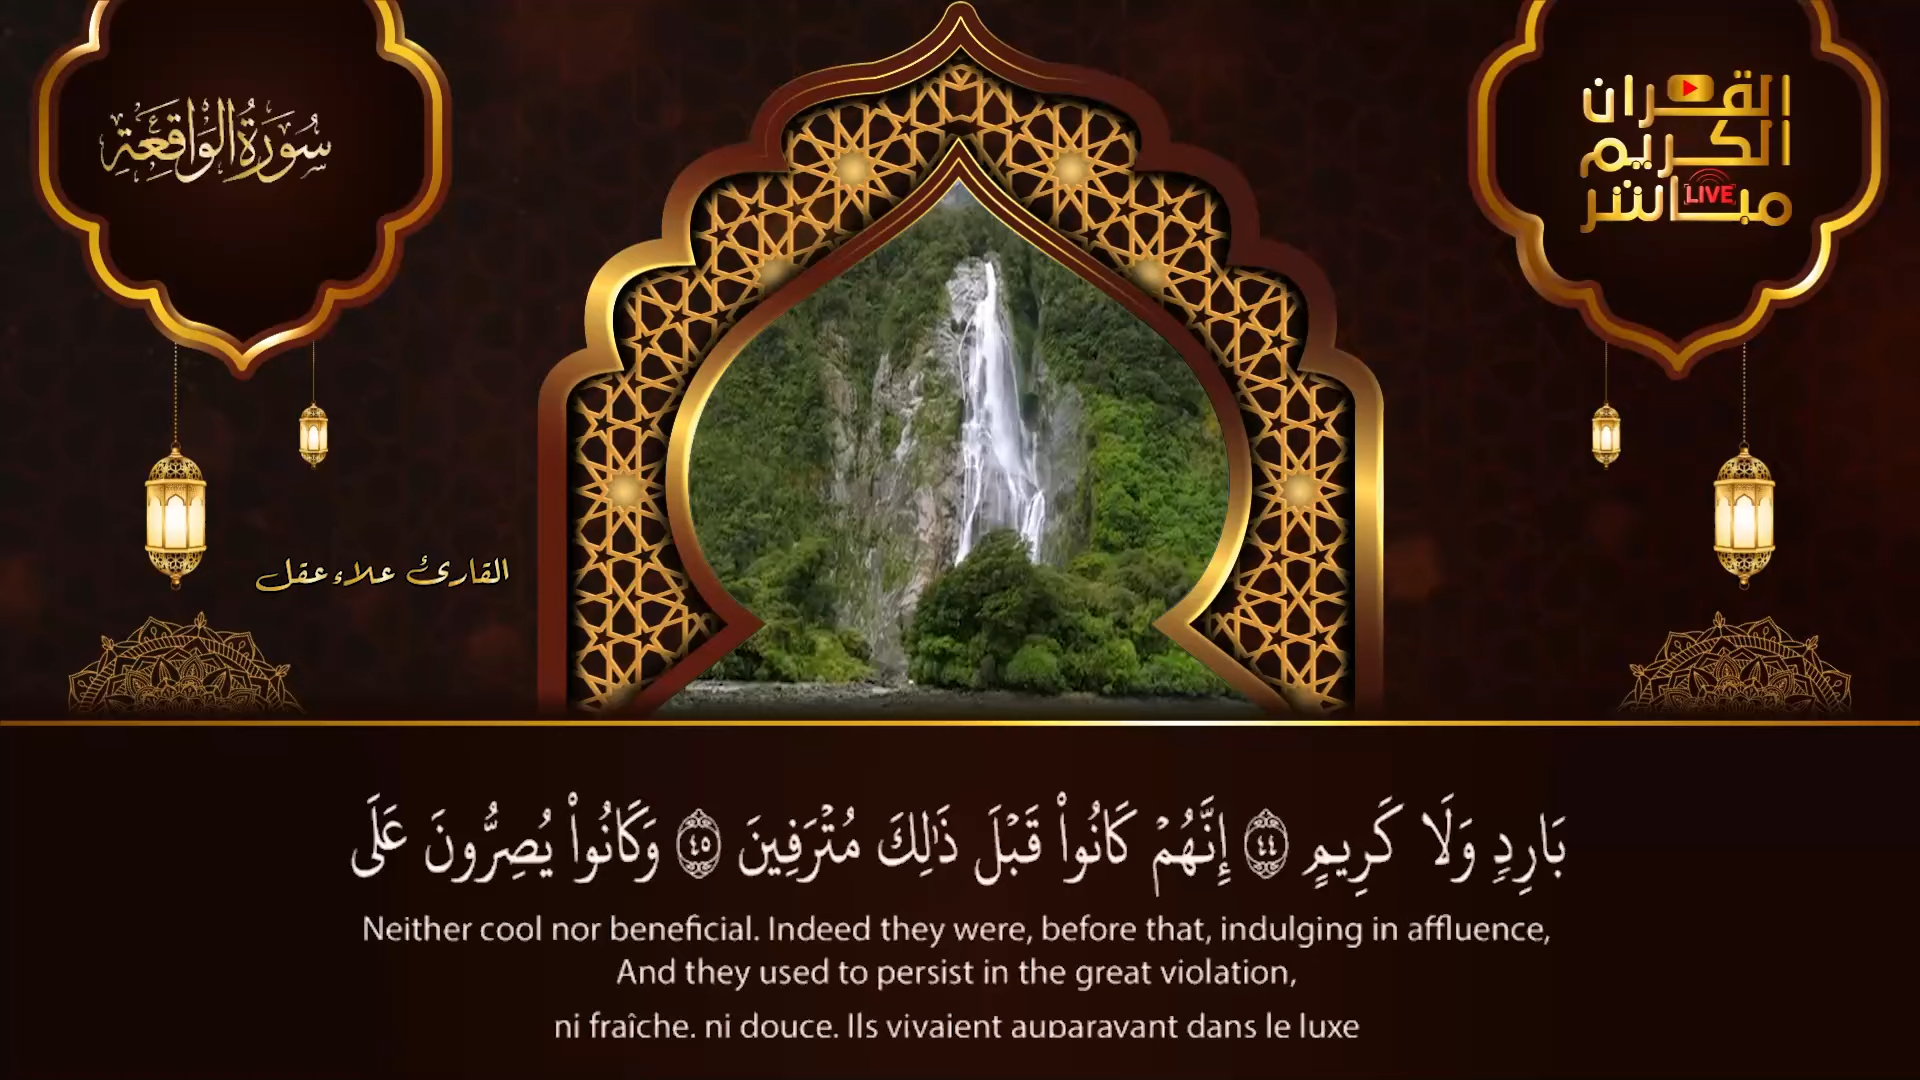 سُورَةُ الْوَاقِعَةِ
القرآن
الكريم
مباشر
LIVE
القارئ علاء عقل
بَارِدٍ وَلَا كَرِيمٍ ٤٤ إِنَّهُمْ كَانُوا۟ قَبْلَ ذَٰلِكَ مُتْرَفِينَ ٤٥ وَكَانُوا۟ يُصِرُّونَ عَلَى
Neither cool nor beneficial. Indeed they were, before that, indulging in affluence,
And they used to persist in the great violation,
ni fraîche, ni douce. Ils vivaient auparavant dans le luxe